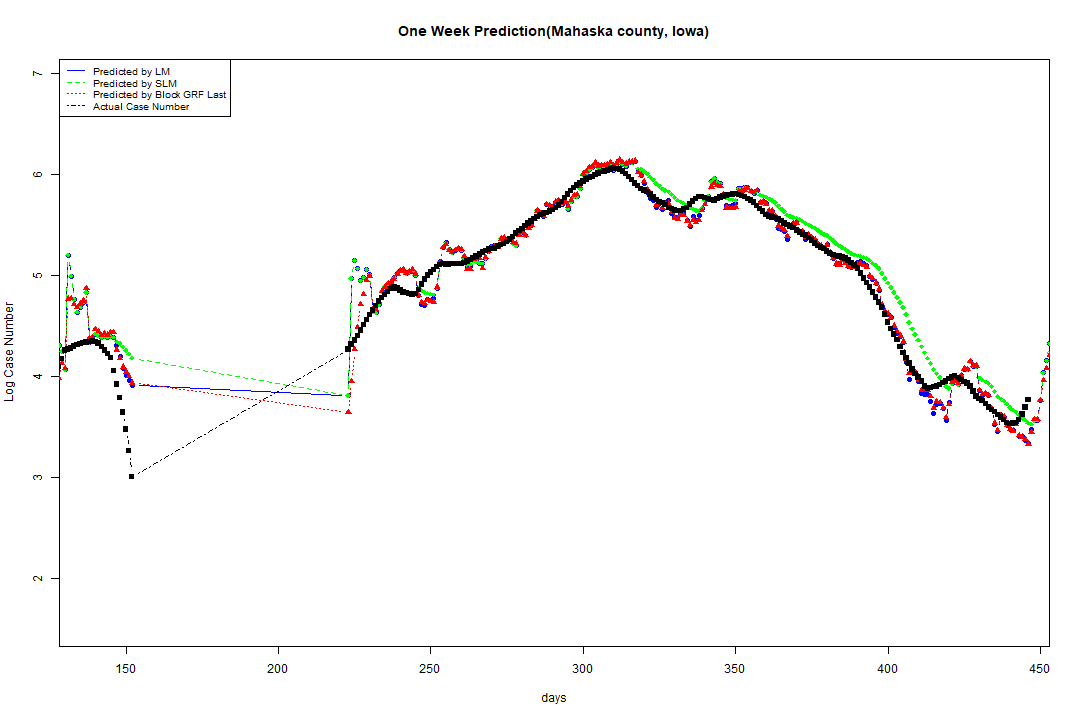 One Week Prediction(Mahaska county, Iowa)
Predicted by LM
Predicted by SLM
Predicted by Block GRF Last
Actual Case Number
7
6
5
4
3
2
Log Case Number
150 200 250 300 350 400 450
days